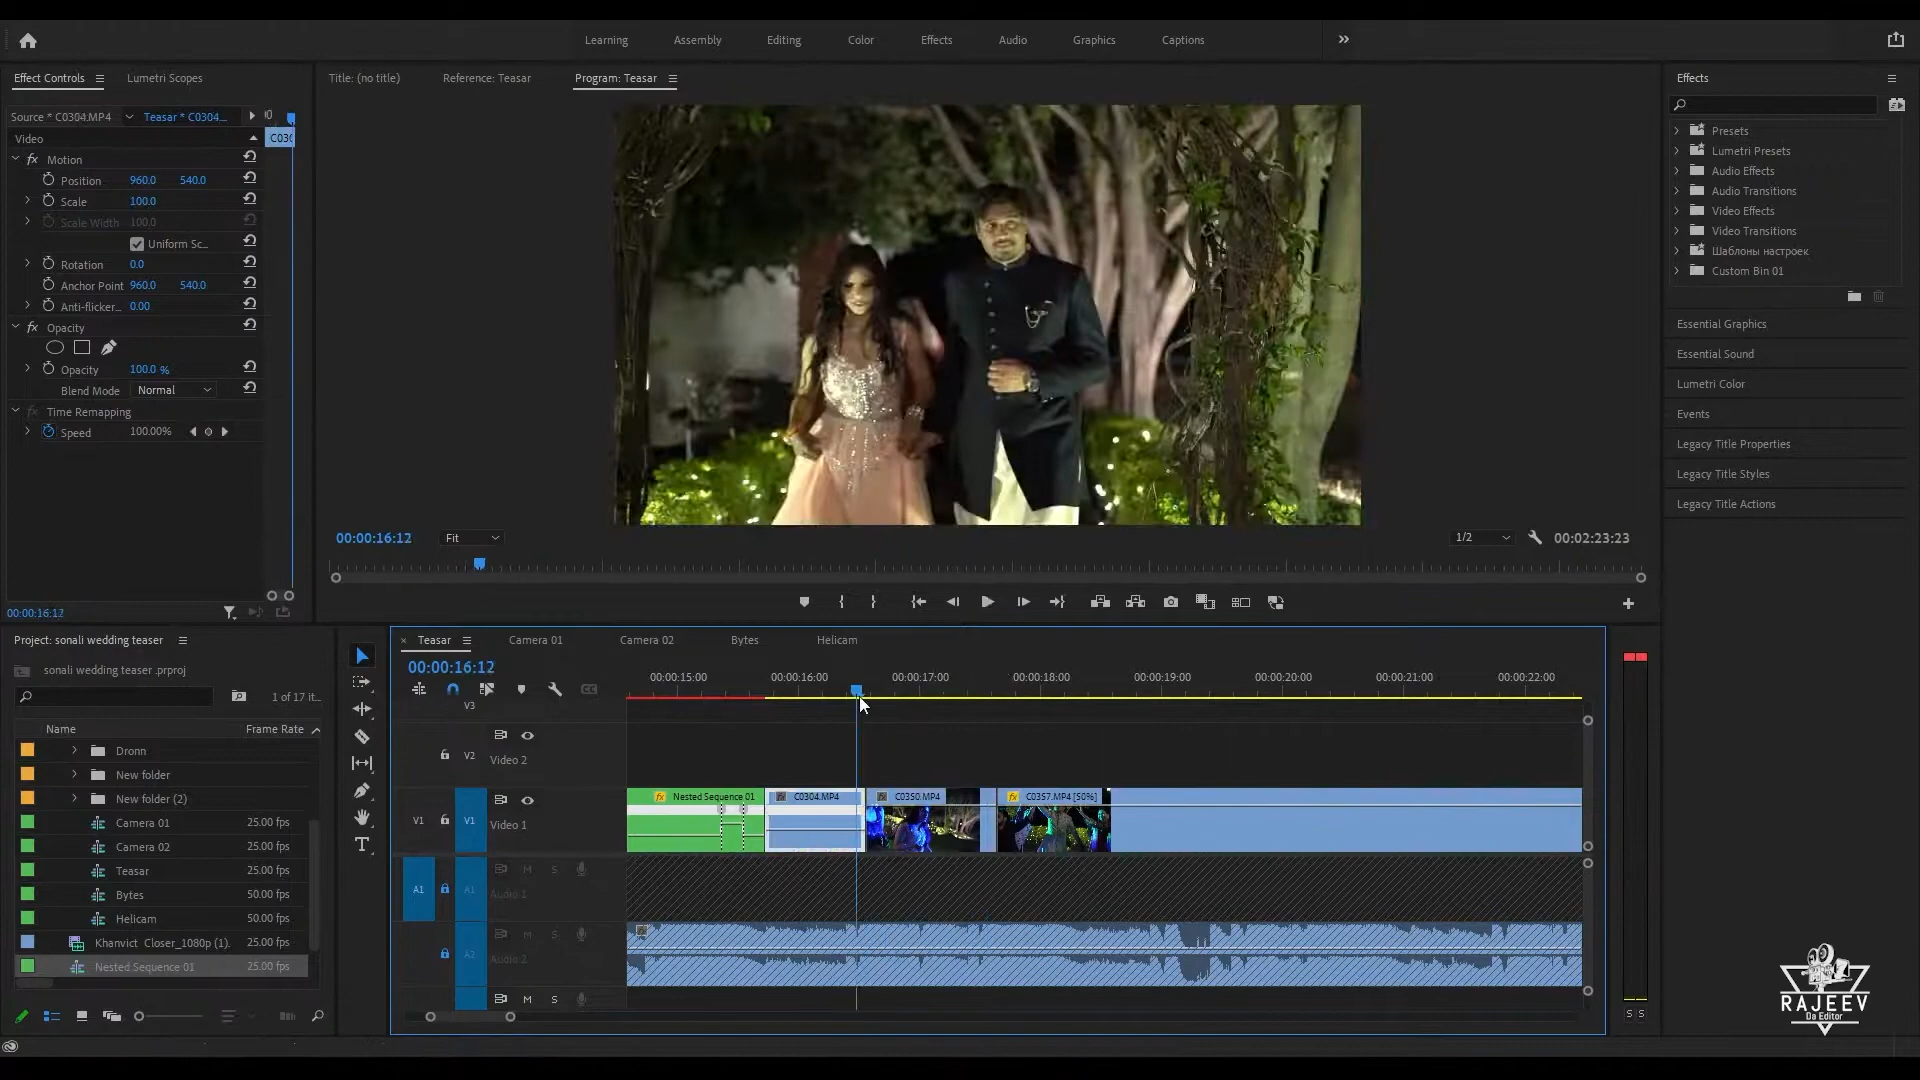 Learning
Assembly
Editing
Color
Effects
Audio
Graphics
Captions
Effect Controls
Lumetri Scopes
Title: (no title)
Reference: Teasar
Program: Teasar
Effects
Source * C0304.MP4
Teasar * C0304...
Video
Motion
Position 960.0 540.0
Scale 100.0
Scale Width 100.0
Uniform Sc...
Rotation 0.0
Anchor Point 960.0 540.0
Anti-flicker... 0.00
Opacity
Opacity 100.0 %
Blend Mode Normal
Time Remapping
Speed 100.00%
00:00:16:12
00:00:16:12
Fit
1/2
00:02:23:23
Presets
Lumetri Presets
Audio Effects
Audio Transitions
Video Effects
Video Transitions
Шаблоны настроек
Custom Bin 01
Essential Graphics
Essential Sound
Lumetri Color
Events
Legacy Title Properties
Legacy Title Styles
Legacy Title Actions
Project: sonali wedding teaser
sonali wedding teaser .prproj
1 of 17 it...
Name
Frame Rate
Dronn
New folder
New folder (2)
Camera 01 25.00 fps
Camera 02 25.00 fps
Teasar 25.00 fps
Bytes 50.00 fps
Helicam 50.00 fps
Khanvict Closer_1080p (1). 25.00 fps
Nested Sequence 01 25.00 fps
Teasar
Camera 01
Camera 02
Bytes
Helicam
00:00:16:12
00:00:15:00
00:00:16:00
00:00:17:00
00:00:18:00
00:00:19:00
00:00:20:00
00:00:21:00
00:00:22:00
V3
V2
Video 2
Nested Sequence 01
C0304.MP4
C0350.MP4
C0357.MP4 [50%]
V1
V1
Video 1
A1
A1
M
S
Audio 1
A2
M
S
Audio 2
M
S
S S
RAJEEV
Da Editor